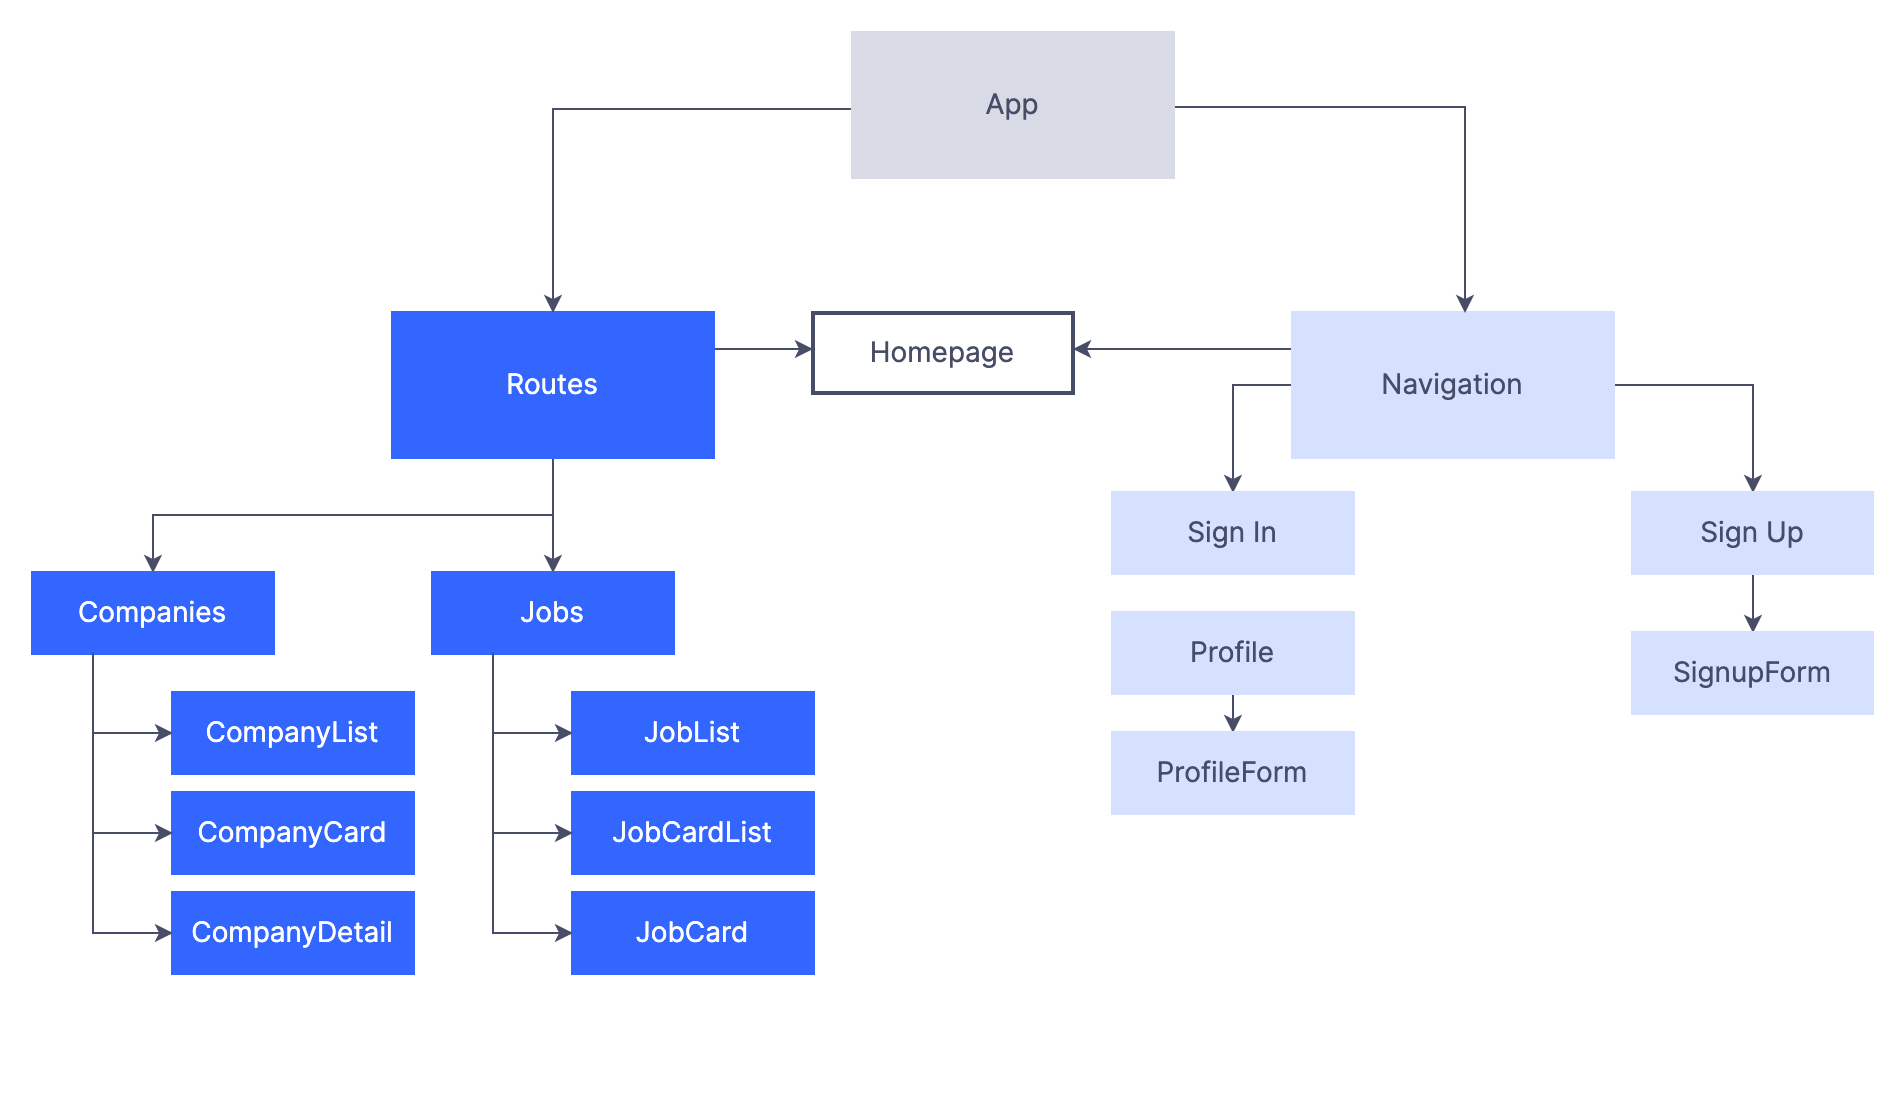 App
Routes
Homepage
Navigation
Sign In
Sign Up
Companies
Jobs
Profile
SignupForm
CompanyList
JobList
ProfileForm
CompanyCard
JobCardList
CompanyDetail
JobCard